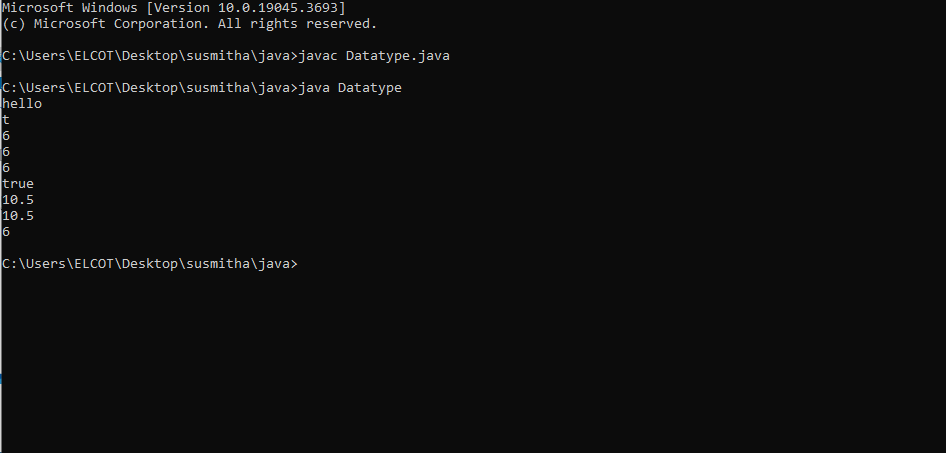 Microsoft Windows [Version 10.0.19045.3693]
(c) Microsoft Corporation. All rights reserved.
C:\Users\ELCOT\Desktop\susmitha\java>javac Datatype.java
C:\Users\ELCOT\Desktop\susmitha\java>java Datatype
hello
t
6
6
6
true
10.5
10.5
6
C:\Users\ELCOT\Desktop\susmitha\java>